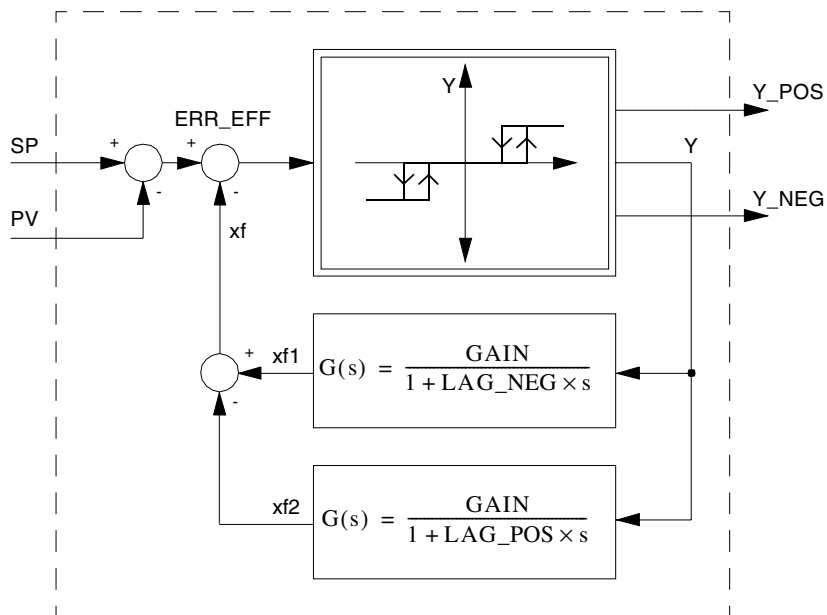 ERR_EFF
Y
Y_POS
SP
+
+
-
-
Y
PV
Y_NEG
xf
+
xf1
G(s) = GAIN / 1 + LAG_NEG × s
-
xf2
G(s) = GAIN / 1 + LAG_POS × s